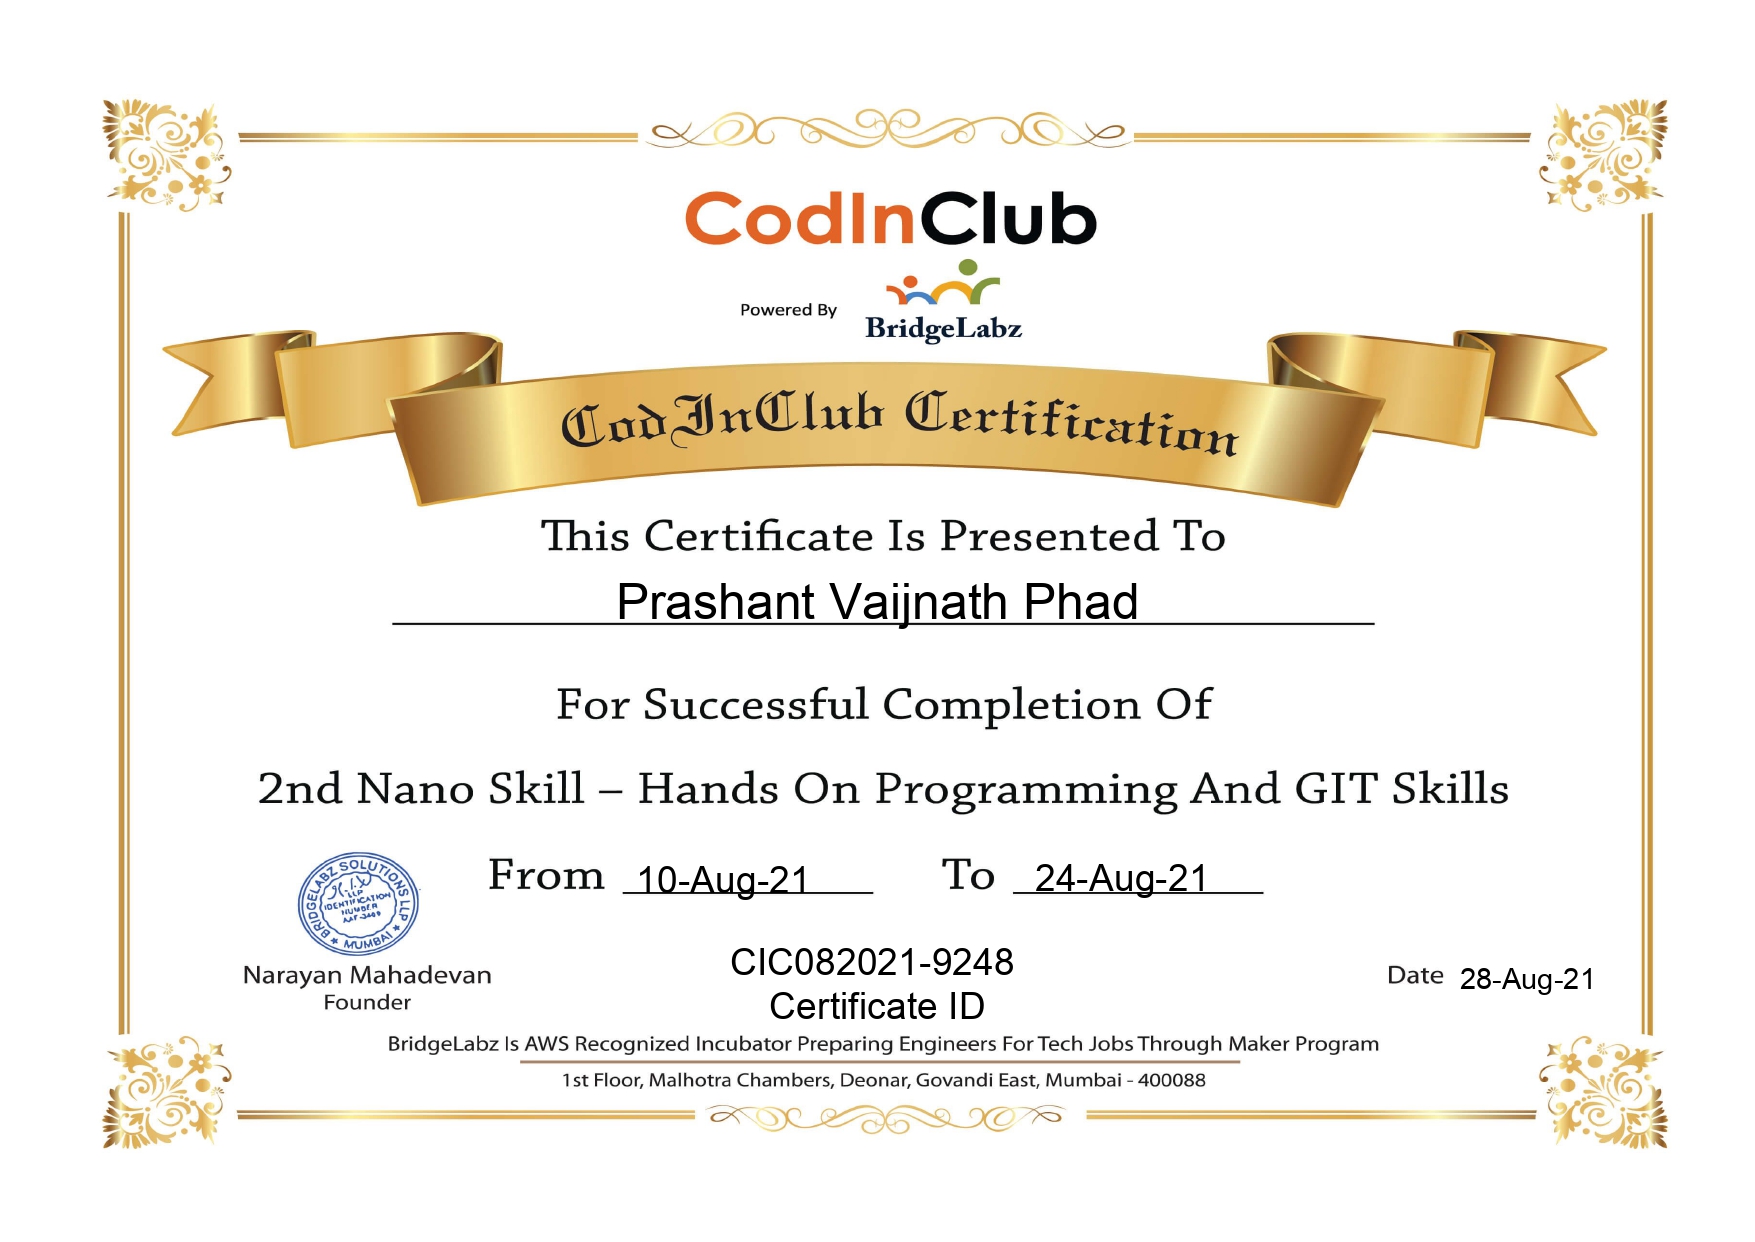 CodInClub
Powered By
BridgeLabz
CodInClub Certification
This Certificate Is Presented To
Prashant Vaijnath Phad
For Successful Completion Of
2nd Nano Skill – Hands On Programming And GIT Skills
From 10-Aug-21 To 24-Aug-21
BRIDGELABZ SOLUTIONS LLP
LLP
IDENTIFICATION
NUMBER
★ MUMBAI ★
Narayan Mahadevan
Founder
CIC082021-9248
Certificate ID
Date 28-Aug-21
BridgeLabz Is AWS Recognized Incubator Preparing Engineers For Tech Jobs Through Maker Program
1st Floor, Malhotra Chambers, Deonar, Govandi East, Mumbai - 400088